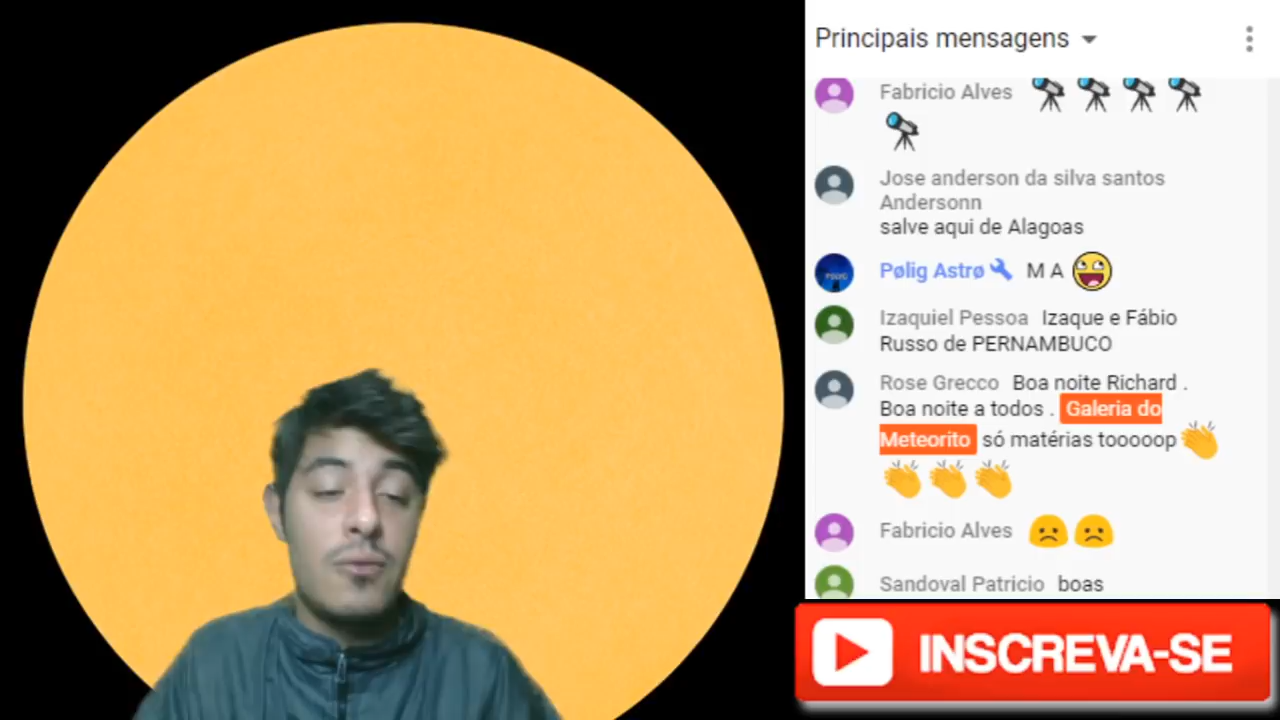 Principais mensagens
Fabricio Alves
Jose anderson da silva santos
Andersonn
salve aqui de Alagoas
Pølig Astrø M A
Izaquiel Pessoa Izaque e Fábio
Russo de PERNAMBUCO
Rose Grecco Boa noite Richard .
Boa noite a todos . Galeria do
Meteorito só matérias tooooop
Fabricio Alves
Sandoval Patricio boas
INSCREVA-SE